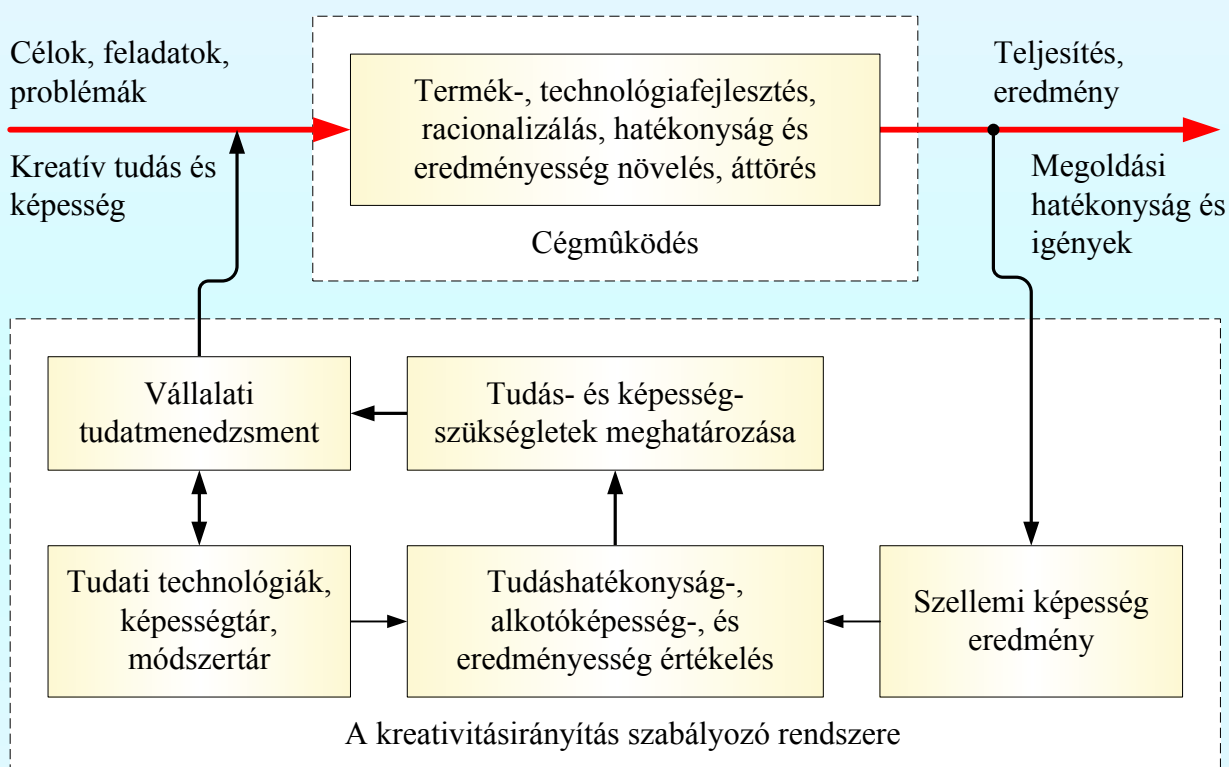 Célok, feladatok,
problémák
Kreatív tudás és
képesség
Termék-, technológiafejlesztés,
racionalizálás, hatékonyság és
eredményesség növelés, áttörés
Cégmûködés
Teljesítés,
eredmény
Megoldási
hatékonyság és
igények
Vállalati
tudatmenedzsment
Tudás- és képesség-
szükségletek meghatározása
Tudati technológiák,
képességtár,
módszertár
Tudáshatékonyság-,
alkotóképesség-, és
eredményesség értékelés
Szellemi képesség
eredmény
A kreativitásirányítás szabályozó rendszere